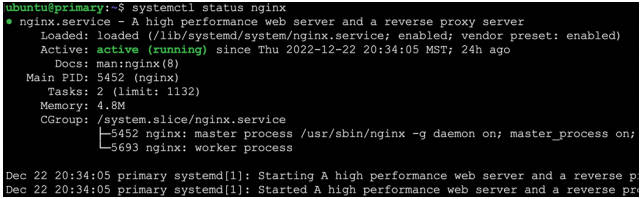 ubuntu@primary:~$ systemctl status nginx
● nginx.service - A high performance web server and a reverse proxy server
Loaded: loaded (/lib/systemd/system/nginx.service; enabled; vendor preset: enabled)
Active: active (running) since Thu 2022-12-22 20:34:05 MST; 24h ago
Docs: man:nginx(8)
Main PID: 5452 (nginx)
Tasks: 2 (limit: 1132)
Memory: 4.8M
CGroup: /system.slice/nginx.service
├─5452 nginx: master process /usr/sbin/nginx -g daemon on; master_process on;
└─5693 nginx: worker process
Dec 22 20:34:05 primary systemd[1]: Starting A high performance web server and a reverse p
Dec 22 20:34:05 primary systemd[1]: Started A high performance web server and a reverse pro